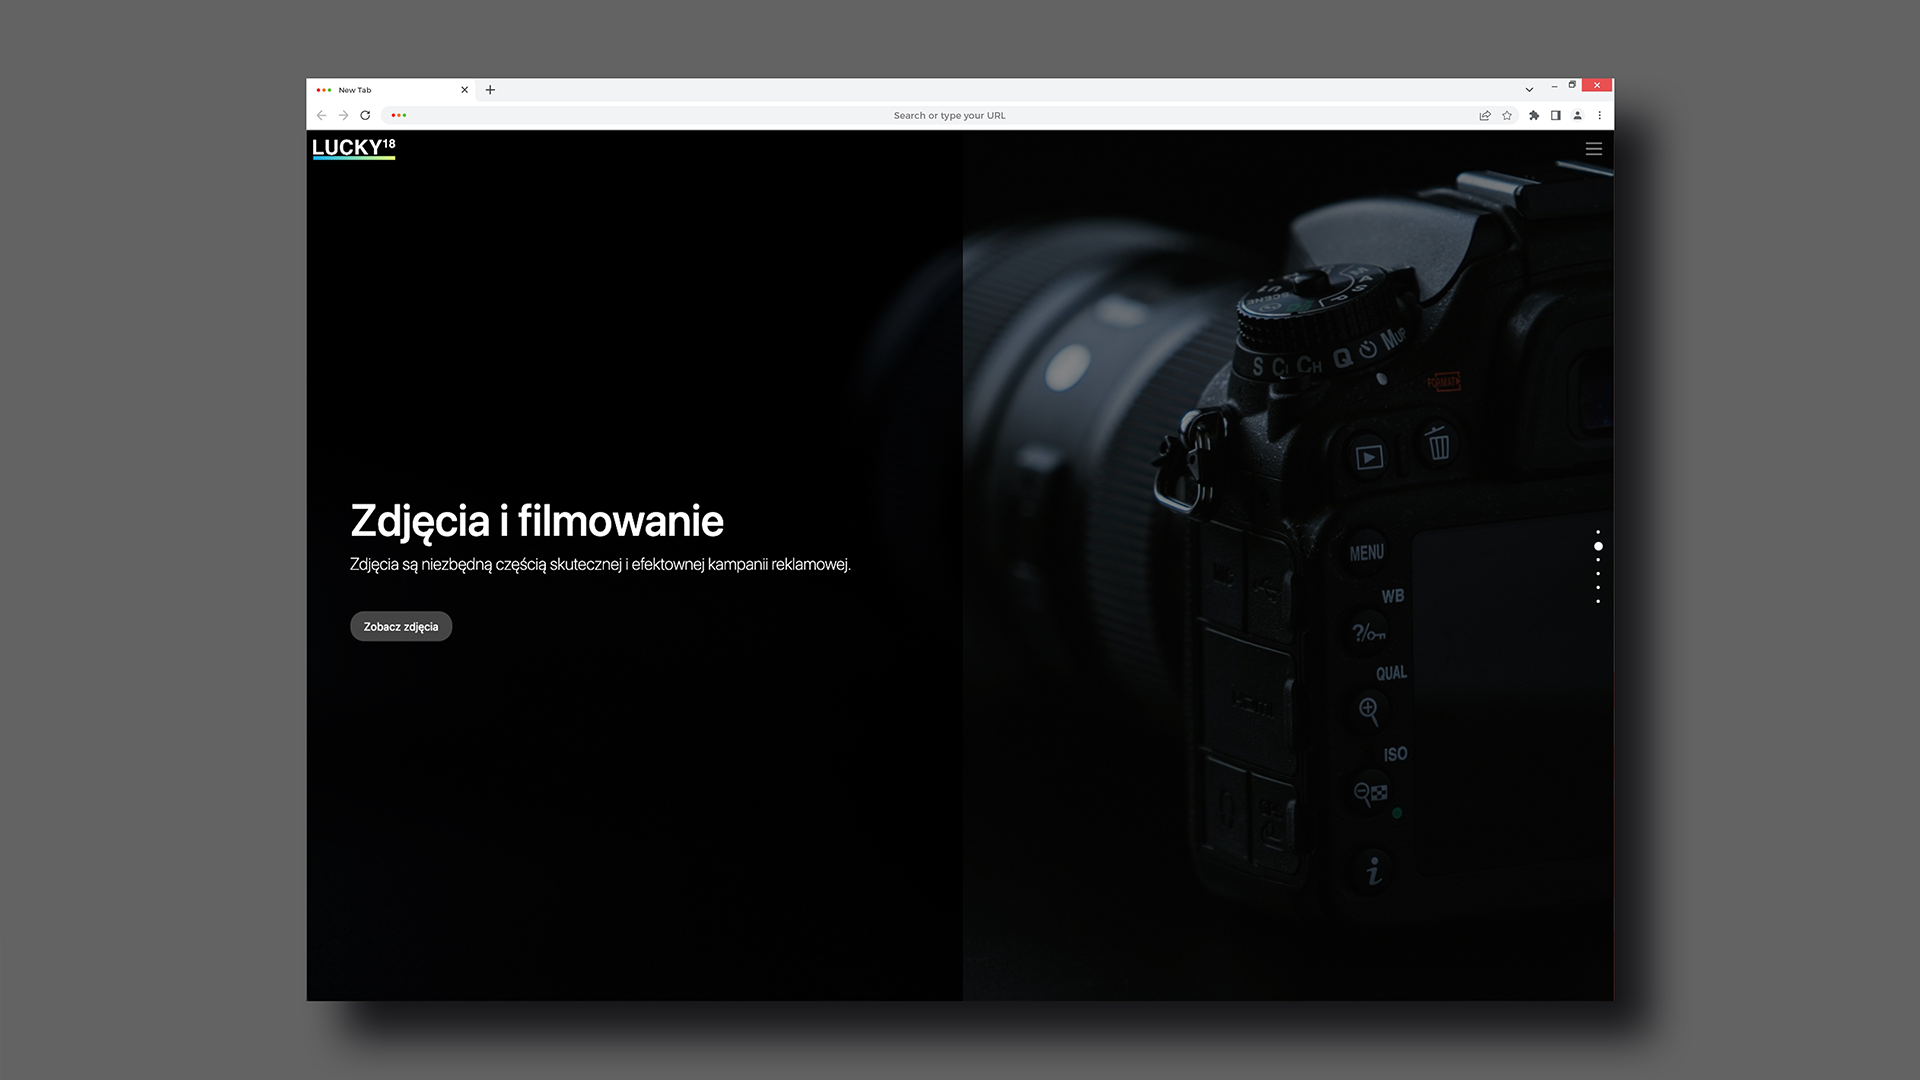 New Tab
Search or type your URL
LUCKY18
Zdjęcia i filmowanie
Zdjęcia są niezbędną częścią skutecznej i efektownej kampanii reklamowej.
Zobacz zdjęcia
M A S P
SCENE
S CL CH Q MUP
FORMAT
MENU
WB
?
QUAL
ISO
i